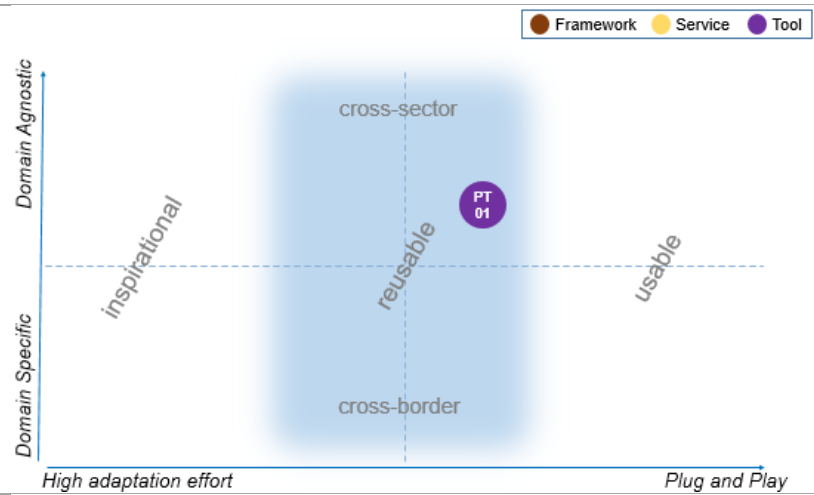 Framework Service Tool
Domain Agnostic
cross-sector
PT
01
inspirational
reusable
usable
Domain Specific
cross-border
High adaptation effort
Plug and Play